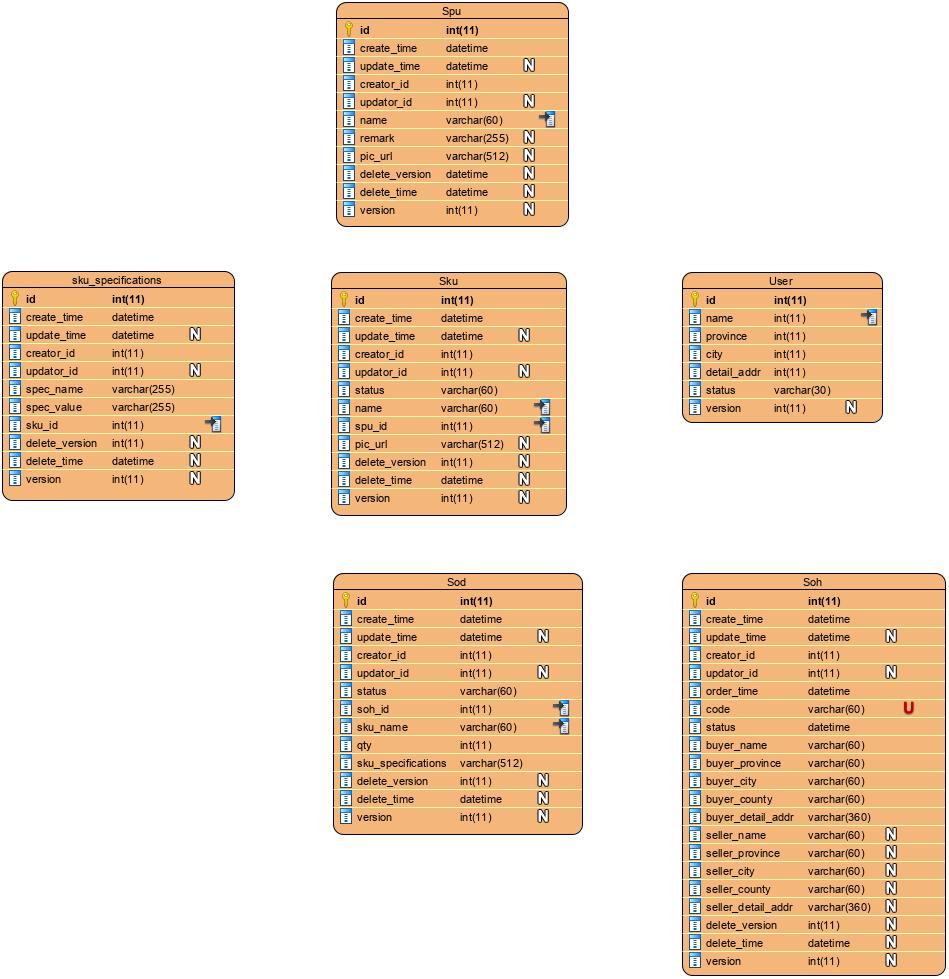 Spu
id int(11)
create_time datetime
update_time datetime N
creator_id int(11)
updator_id int(11) N
name varchar(60)
remark varchar(255) N
pic_url varchar(512) N
delete_version datetime N
delete_time datetime N
version int(11) N
sku_specifications
id int(11)
create_time datetime
update_time datetime N
creator_id int(11)
updator_id int(11) N
spec_name varchar(255)
spec_value varchar(255)
sku_id int(11)
delete_version int(11) N
delete_time datetime N
version int(11) N
Sku
id int(11)
create_time datetime
update_time datetime N
creator_id int(11)
updator_id int(11) N
status varchar(60)
name varchar(60)
spu_id int(11)
pic_url varchar(512) N
delete_version int(11) N
delete_time datetime N
version int(11) N
User
id int(11)
name int(11)
province int(11)
city int(11)
detail_addr int(11)
status varchar(30)
version int(11) N
Sod
id int(11)
create_time datetime
update_time datetime N
creator_id int(11)
updator_id int(11) N
status varchar(60)
soh_id int(11)
sku_name varchar(60)
qty int(11)
sku_specifications varchar(512)
delete_version int(11) N
delete_time datetime N
version int(11) N
Soh
id int(11)
create_time datetime
update_time datetime N
creator_id int(11)
updator_id int(11) N
order_time datetime
code varchar(60) U
status datetime
buyer_name varchar(60)
buyer_province varchar(60)
buyer_city varchar(60)
buyer_county varchar(60)
buyer_detail_addr varchar(360)
seller_name varchar(60) N
seller_province varchar(60) N
seller_city varchar(60) N
seller_county varchar(60) N
seller_detail_addr varchar(360) N
delete_version int(11) N
delete_time datetime N
version int(11) N